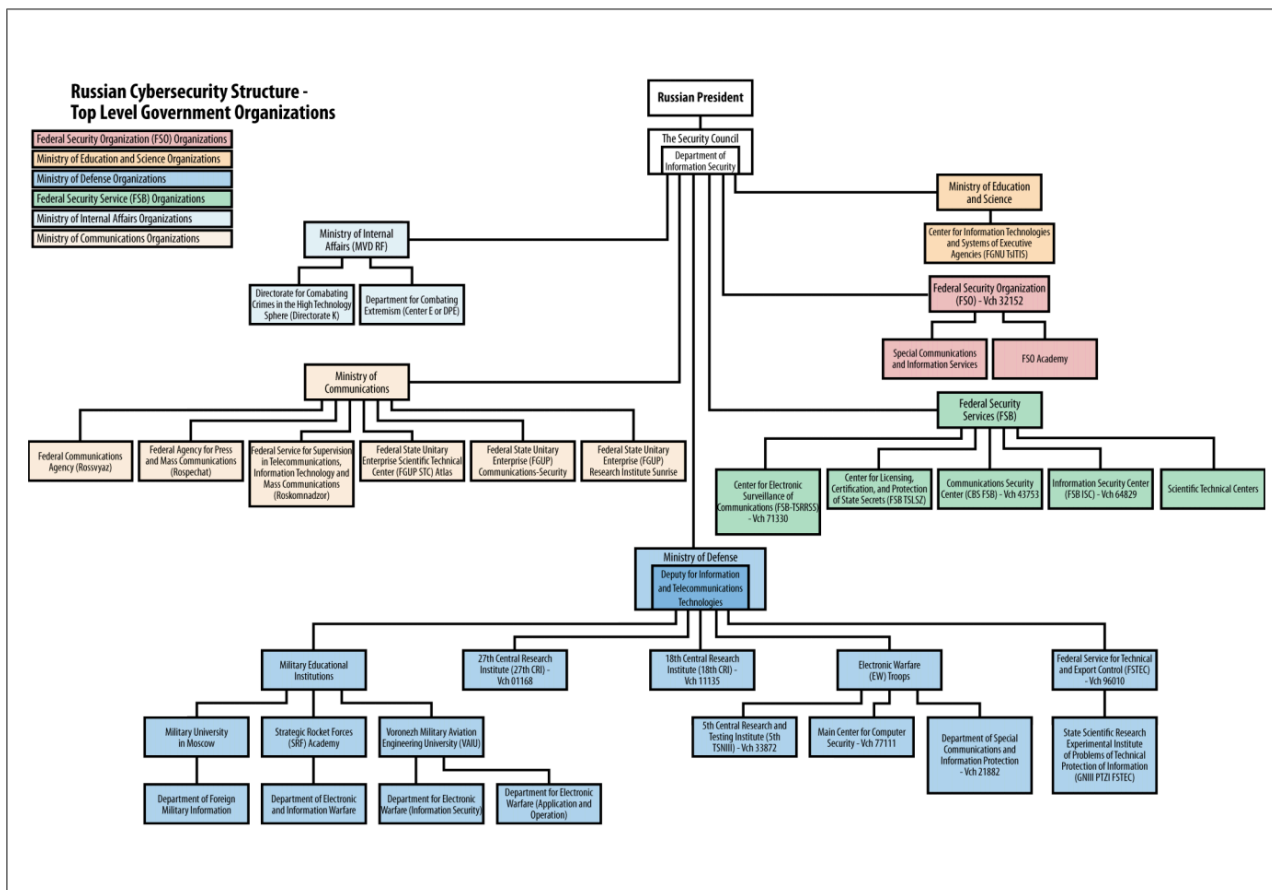 Russian Cybersecurity Structure -
Top Level Government Organizations
Federal Security Organization (FSO) Organizations
Ministry of Education and Science Organizations
Ministry of Defense Organizations
Federal Security Service (FSB) Organizations
Ministry of Internal Affairs Organizations
Ministry of Communications Organizations
Russian President
The Security Council
Department of
Information Security
Ministry of Education
and Science
Center for Information Technologies
and Systems of Executive
Agencies (FGNU TsITIS)
Ministry of Internal
Affairs (MVD RF)
Directorate for Comabating
Crimes in the High Technology
Sphere (Directorate K)
Department for Combating
Extremism (Center E or DPE)
Federal Security Organization
(FSO) - Vch 32152
Special Communications
and Information Services
FSO Academy
Ministry of
Communications
Federal Communications
Agency (Rossvyaz)
Federal Agency for Press
and Mass Communications
(Rospechat)
Federal Service for Supervision
in Telecommunications,
Information Technology and
Mass Communications
(Roskomnadzor)
Federal State Unitary
Enterprise Scientific Technical
Center (FGUP STC) Atlas
Federal State Unitary
Enterprise (FGUP)
Communications-Security
Federal State Unitary
Enterprise (FGUP)
Research Institute Sunrise
Federal Security
Services (FSB)
Center for Electronic
Surveillance of
Communications (FSB-TSRRSS)
- Vch 71330
Center for Licensing,
Certification, and Protection
of State Secrets (FSB TSLSZ)
Communications Security
Center (CBS FSB) - Vch 43753
Information Security Center
(FSB ISC) - Vch 64829
Scientific Technical Centers
Ministry of Defense
Deputy for Information
and Telecommunications
Technologies
Military Educational
Institutions
27th Central Research
Institute (27th CRI) -
Vch 01168
18th Central Research
Institute (18th CRI) -
Vch 11135
Electronic Warfare
(EW) Troops
Federal Service for Technical
and Export Control (FSTEC)
- Vch 96010
Military University
in Moscow
Strategic Rocket Forces
(SRF) Academy
Voronezh Military Aviation
Engineering University (VAIU)
5th Central Research and
Testing Institute (5th
TSNIII) - Vch 33872
Main Center for Computer
Security - Vch 77111
Department of Special
Communications and
Information Protection
- Vch 21882
State Scientific Research
Experimental Institute
of Problems of Technical
Protection of Information
(GNIII PTZI FSTEC)
Department of Foreign
Military Information
Department of Electronic
and Information Warfare
Department for Electronic
Warfare (Information Security)
Department for Electronic
Warfare (Application and
Operation)